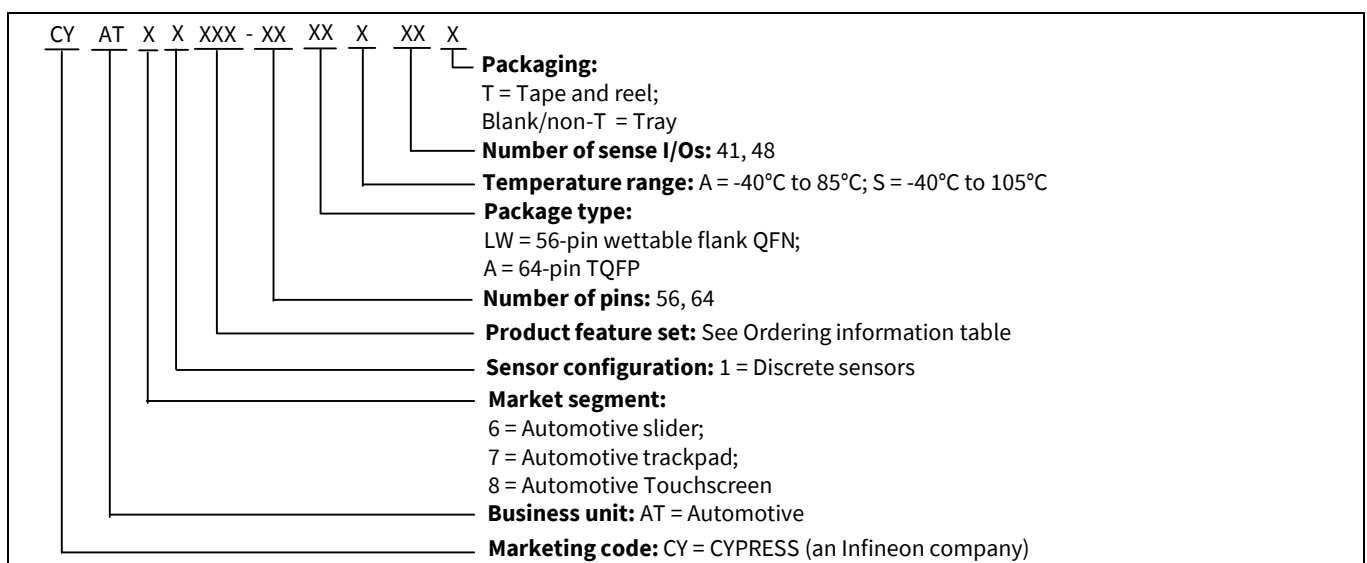 CY AT X X XXX - XX XX X XX X
Packaging:
T = Tape and reel;
Blank/non-T = Tray
Number of sense I/Os: 41, 48
Temperature range: A = -40°C to 85°C; S = -40°C to 105°C
Package type:
LW = 56-pin wettable flank QFN;
A = 64-pin TQFP
Number of pins: 56, 64
Product feature set: See Ordering information table
Sensor configuration: 1 = Discrete sensors
Market segment:
6 = Automotive slider;
7 = Automotive trackpad;
8 = Automotive Touchscreen
Business unit: AT = Automotive
Marketing code: CY = CYPRESS (an Infineon company)